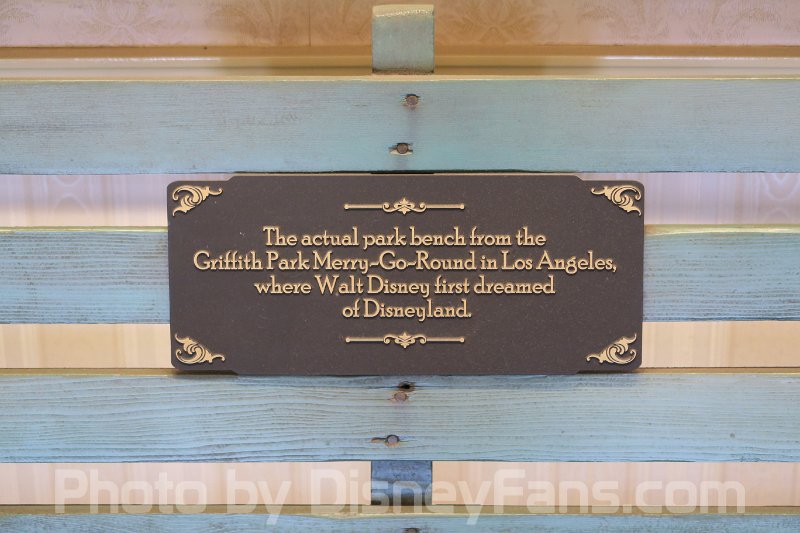 The actual park bench from the
Griffith Park Merry-Go-Round in Los Angeles,
where Walt Disney first dreamed
of Disneyland.
Photo by DisneyFans.com